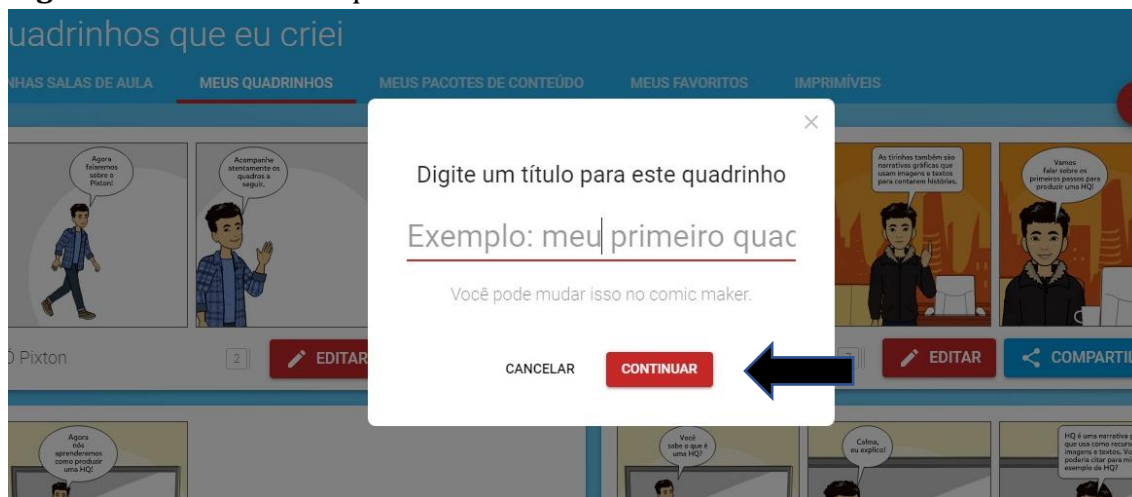 uadrinhos que eu criei
NHAS SALAS DE AULA
MEUS QUADRINHOS
MEUS PACOTES DE CONTEÚDO
MEUS FAVORITOS
IMPRIMÍVEIS
Agora
falaremos
sobre o
Pixton!
Acompanhe
atentamente os
quadros a
seguir.
As tirinhas também são
narrativas gráficas que
usam imagens e textos
para contarem histórias.
Vamos
falar sobre os
primeiros passos para
produzir uma HQ!
Digite um título para este quadrinho
Exemplo: meu primeiro quac
Você pode mudar isso no comic maker.
CANCELAR
CONTINUAR
Pixton
2
EDITAR
EDITAR
COMPARTIL
Agora
nós
aprenderemos
como produzir
uma HQ!
Você
sabe o que é
uma HQ?
Calma,
eu explico!
HQ é uma narrativa g
que usa como recurso
imagens e textos. Vo
poderia citar para mi
exemplo de HQ?